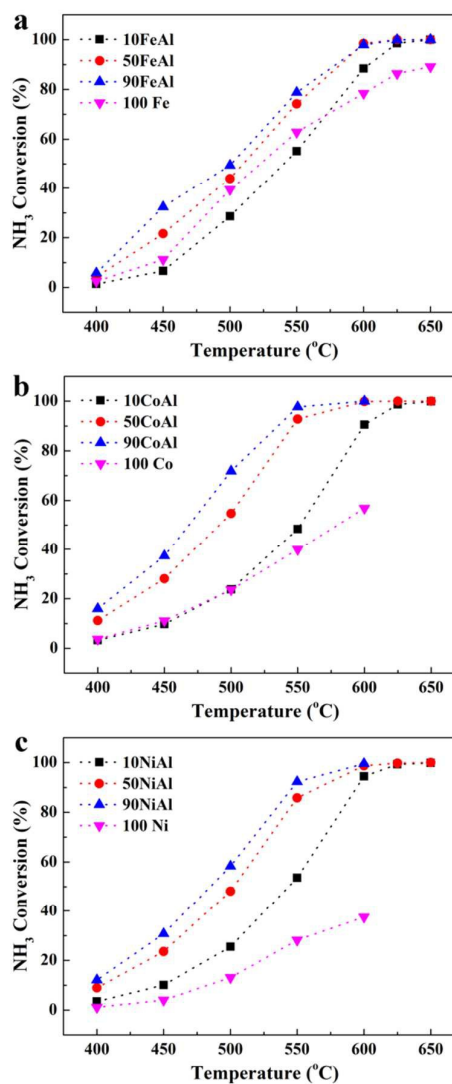 a
10FeAl
50FeAl
90FeAl
100 Fe
NH3 Conversion (%)
100
80
60
40
20
0
400 450 500 550 600 650
Temperature (oC)
b
10CoAl
50CoAl
90CoAl
100 Co
NH3 Conversion (%)
100
80
60
40
20
0
400 450 500 550 600 650
Temperature (oC)
c
10NiAl
50NiAl
90NiAl
100 Ni
NH3 Conversion (%)
100
80
60
40
20
0
400 450 500 550 600 650
Temperature (oC)